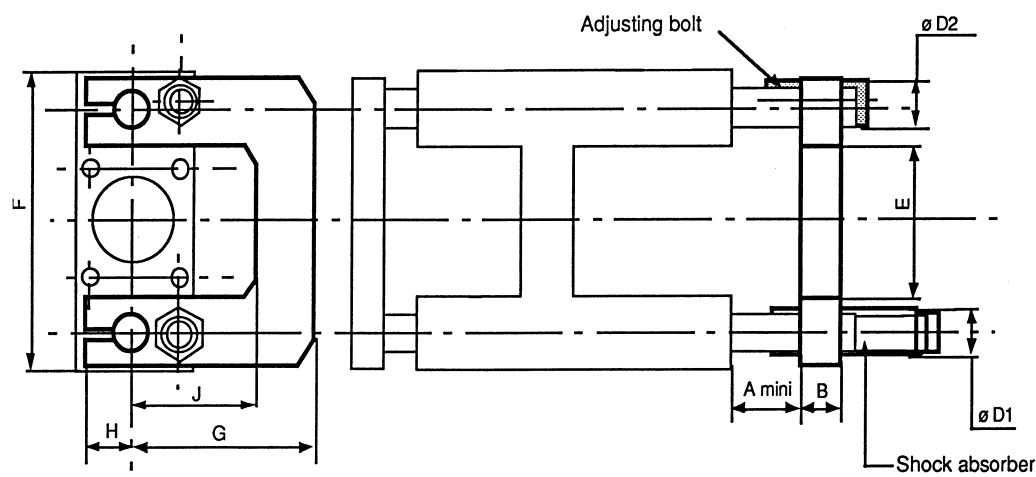 Adjusting bolt
ø D2
F
E
J
A mini
B
H
G
ø D1
Shock absorber